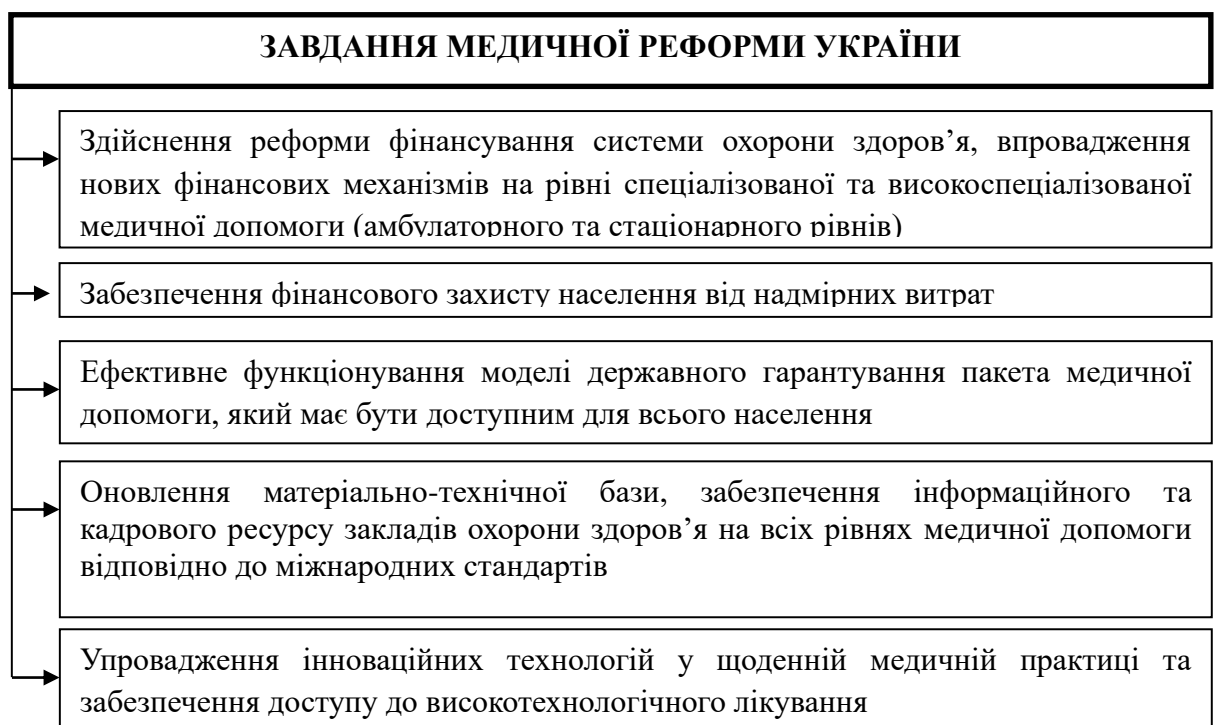 ЗАВДАННЯ МЕДИЧНОЇ РЕФОРМИ УКРАЇНИ
Здійснення реформи фінансування системи охорони здоров’я, впровадження
нових фінансових механізмів на рівні спеціалізованої та високоспеціалізованої
медичної допомоги (амбулаторного та стаціонарного рівнів)
Забезпечення фінансового захисту населення від надмірних витрат
Ефективне функціонування моделі державного гарантування пакета медичної
допомоги, який має бути доступним для всього населення
Оновлення матеріально-технічної бази, забезпечення інформаційного та
кадрового ресурсу закладів охорони здоров’я на всіх рівнях медичної допомоги
відповідно до міжнародних стандартів
Упровадження інноваційних технологій у щоденній медичній практиці та
забезпечення доступу до високотехнологічного лікування